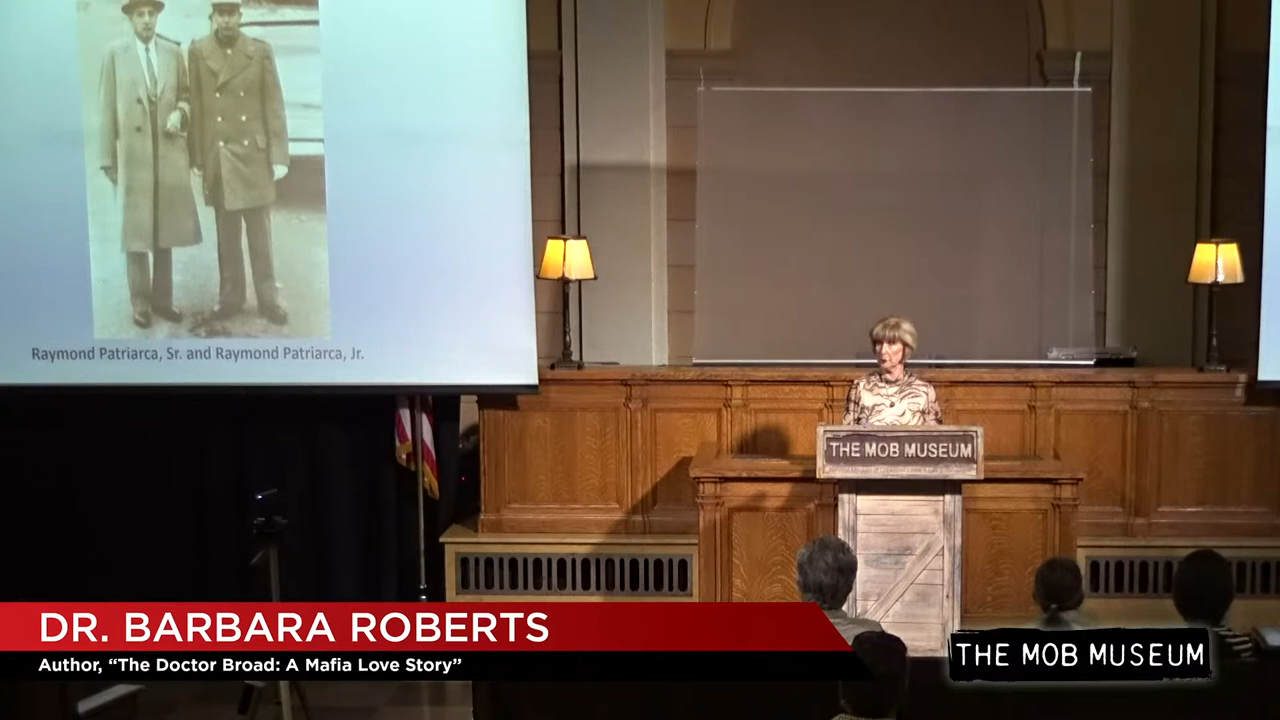 Raymond Patriarca, Sr. and Raymond Patriarca, Jr.
THE MOB MUSEUM
DR. BARBARA ROBERTS
Author, “The Doctor Broad: A Mafia Love Story”
THE MOB MUSEUM